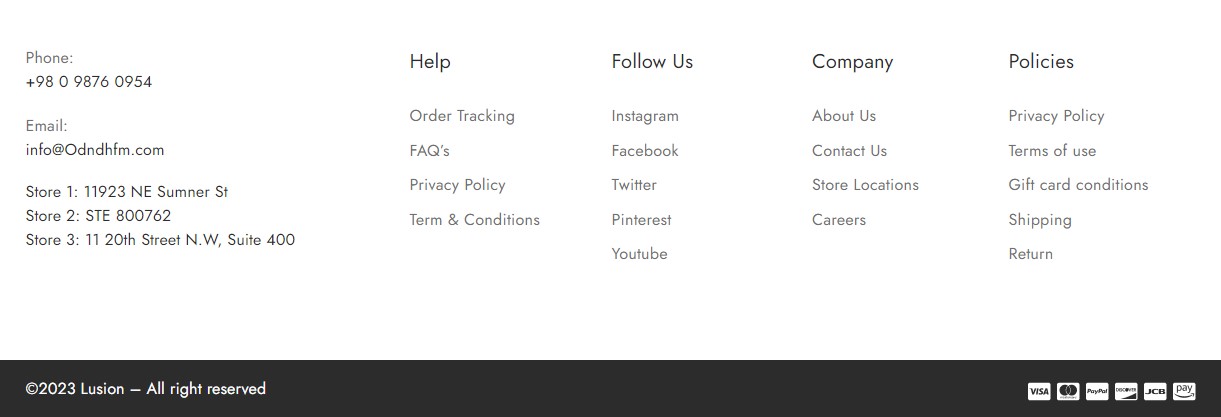 Phone:
+98 0 9876 0954
Email:
info@Odndhfm.com
Store 1: 11923 NE Sumner St
Store 2: STE 800762
Store 3: 11 20th Street N.W, Suite 400
Help
Order Tracking
FAQ's
Privacy Policy
Term & Conditions
Follow Us
Instagram
Facebook
Twitter
Pinterest
Youtube
Company
About Us
Contact Us
Store Locations
Careers
Policies
Privacy Policy
Terms of use
Gift card conditions
Shipping
Return
©2023 Lusion – All right reserved
VISA
PayPal
DISCOVER
JCB
pay